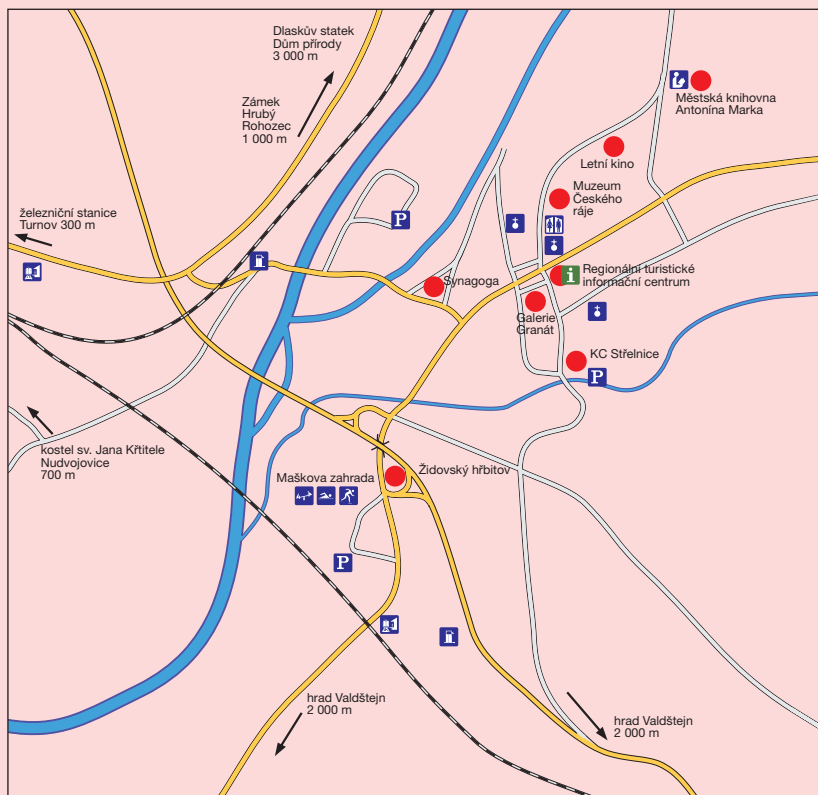 Dlaskův statek
Dům přírody
3 000 m
Zámek
Hrubý
Rohozec
1 000 m
Městská knihovna
Antonína Marka
Letní kino
Muzeum
Českého
ráje
železniční stanice
Turnov 300 m
P
Synagoga
i
Regionální turistické
informační centrum
Galerie
Granát
KC Střelnice
P
kostel sv. Jana Křtitele
Nudvojovice
700 m
Maškova zahrada
Židovský hřbitov
P
hrad Valdštejn
2 000 m
hrad Valdštejn
2 000 m